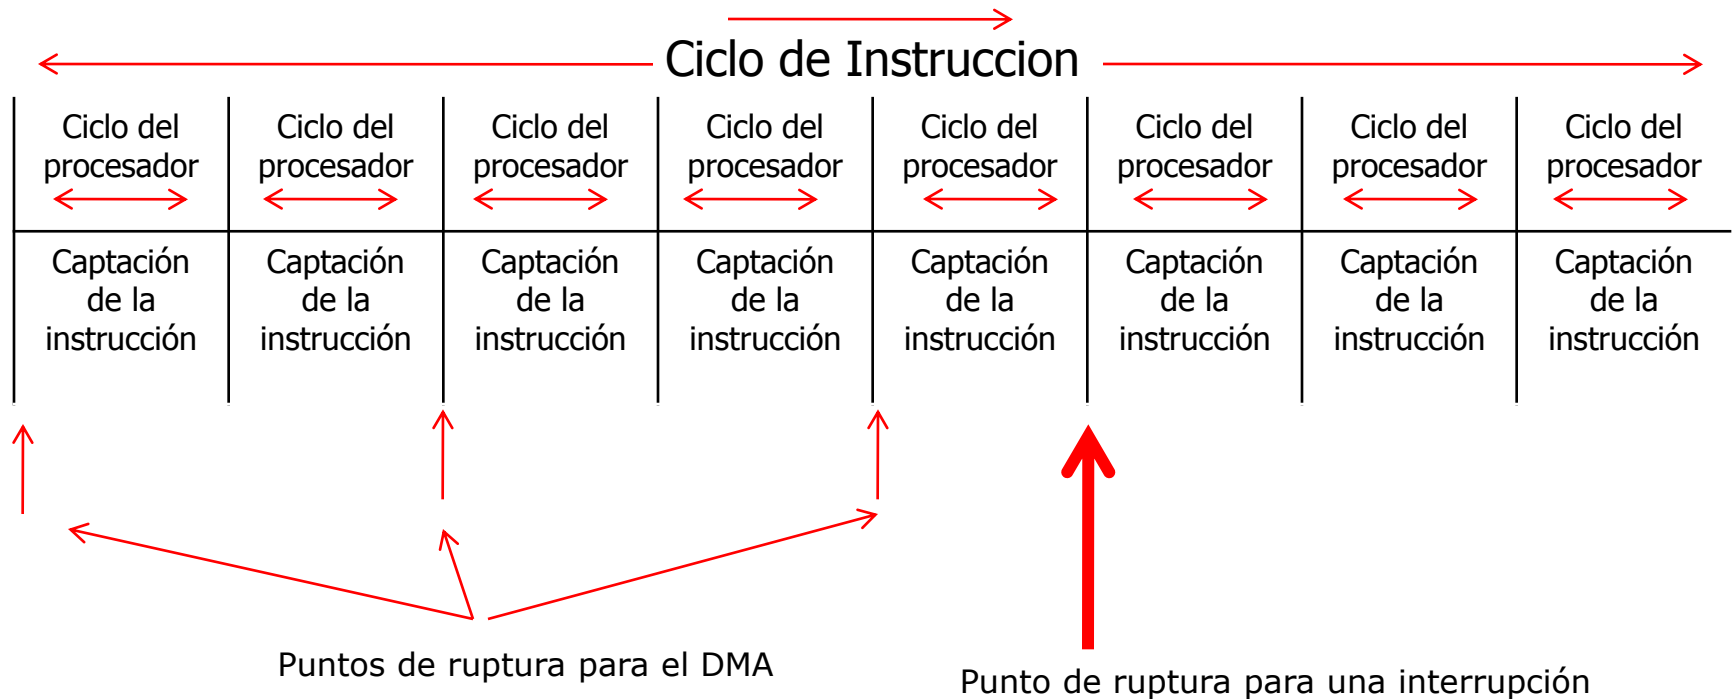 Ciclo de Instruccion
Ciclo del procesador
Ciclo del procesador
Ciclo del procesador
Ciclo del procesador
Ciclo del procesador
Ciclo del procesador
Ciclo del procesador
Ciclo del procesador
Captación de la instrucción
Captación de la instrucción
Captación de la instrucción
Captación de la instrucción
Captación de la instrucción
Captación de la instrucción
Captación de la instrucción
Captación de la instrucción
Puntos de ruptura para el DMA
Punto de ruptura para una interrupción